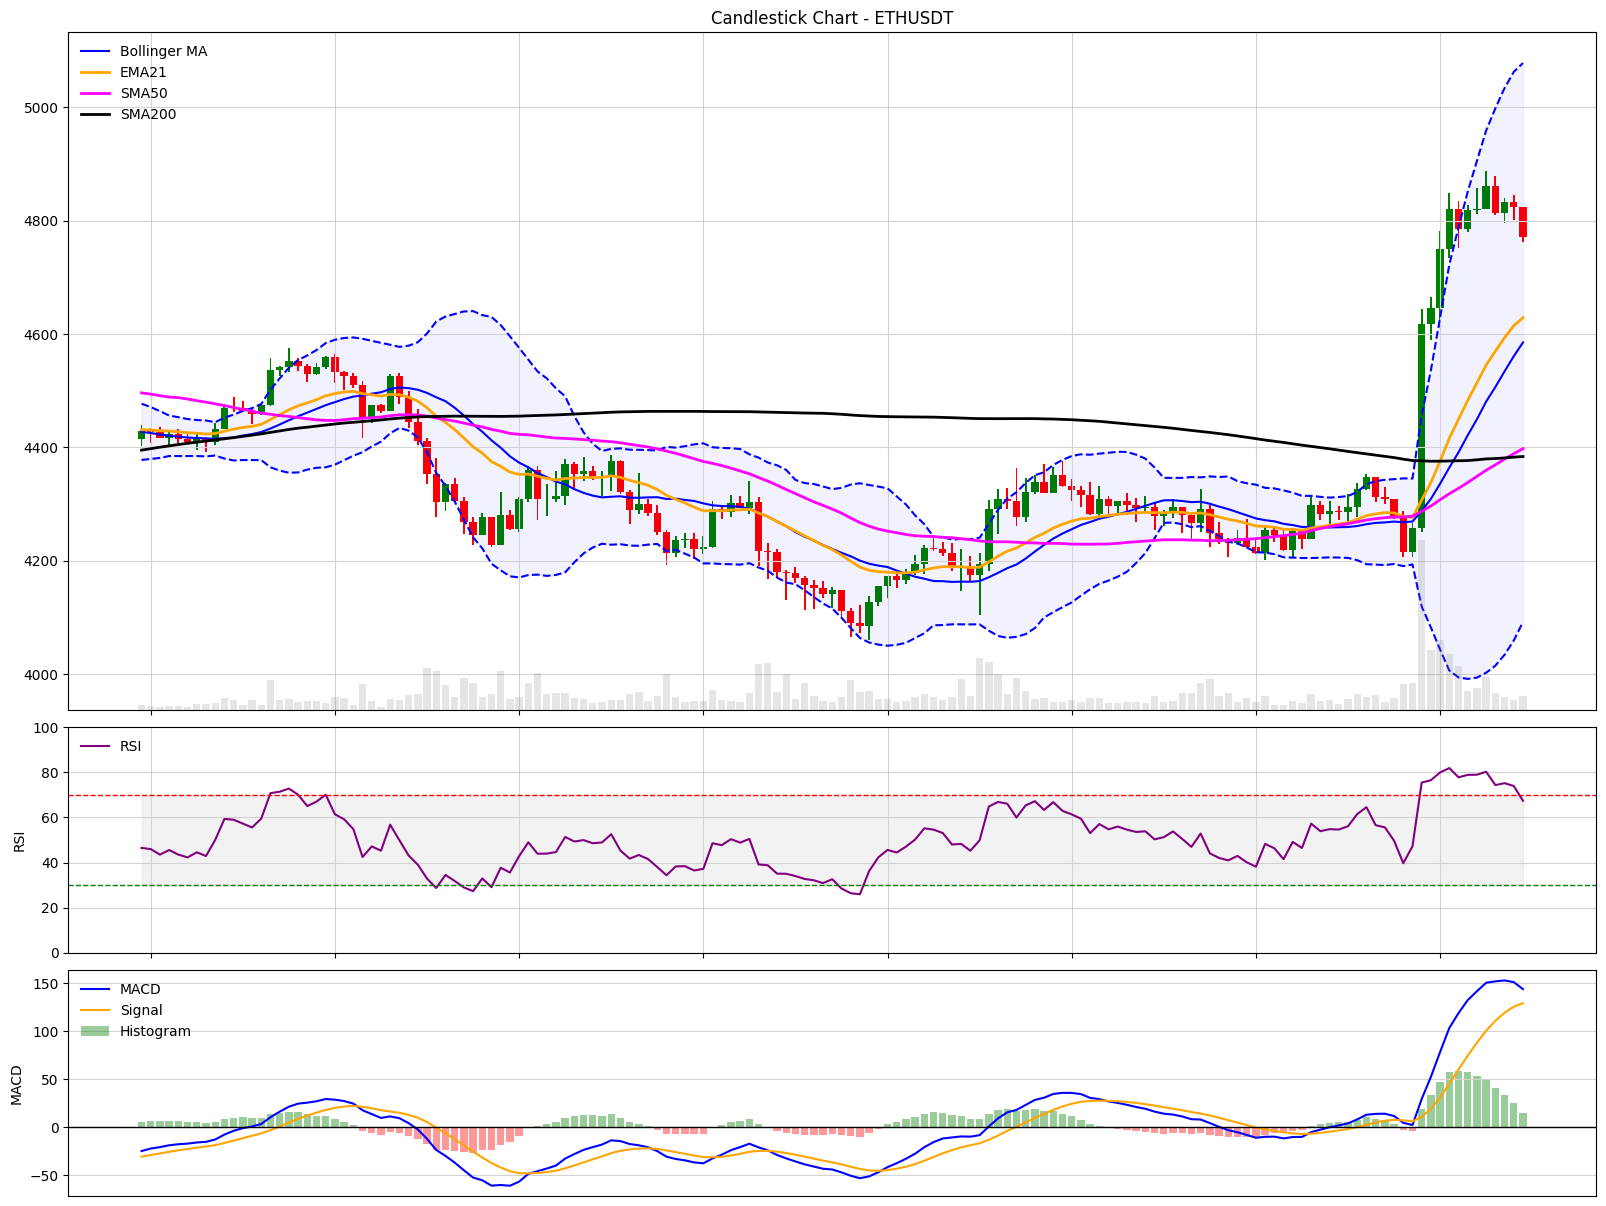 Candlestick Chart - ETHUSDT
Bollinger MA
EMA21
SMA50
SMA200
5000
4800
4600
4400
4200
4000
RSI
100
80
60
40
20
0
RSI
MACD
Signal
Histogram
150
100
50
0
−50
MACD